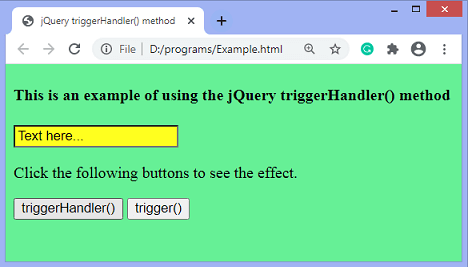 jQuery triggerHandler() method
File | D:/programs/Example.html
This is an example of using the jQuery triggerHandler() method
Text here...
Click the following buttons to see the effect.
triggerHandler() trigger()